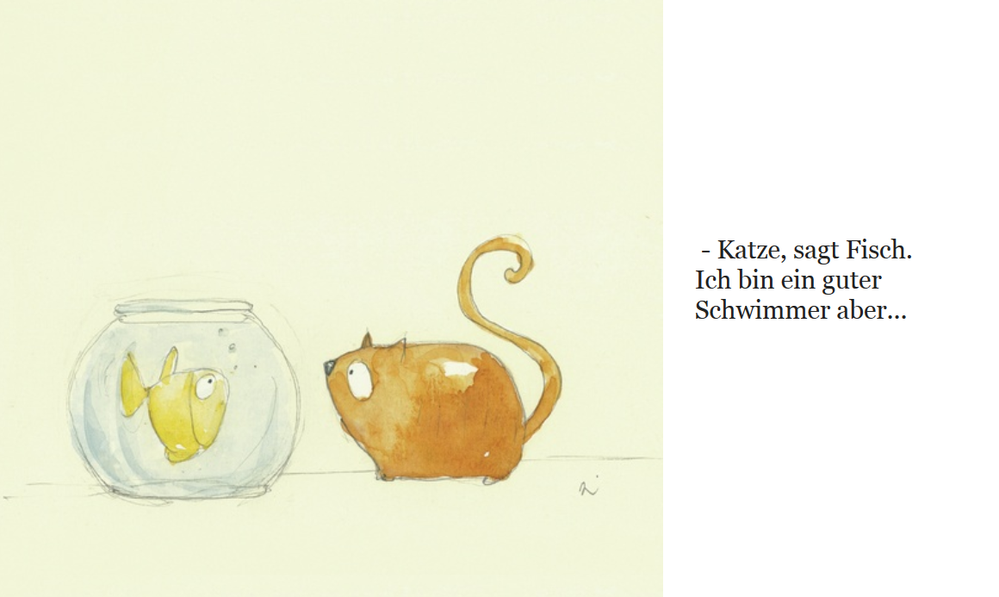 - Katze, sagt Fisch.
Ich bin ein guter
Schwimmer aber...